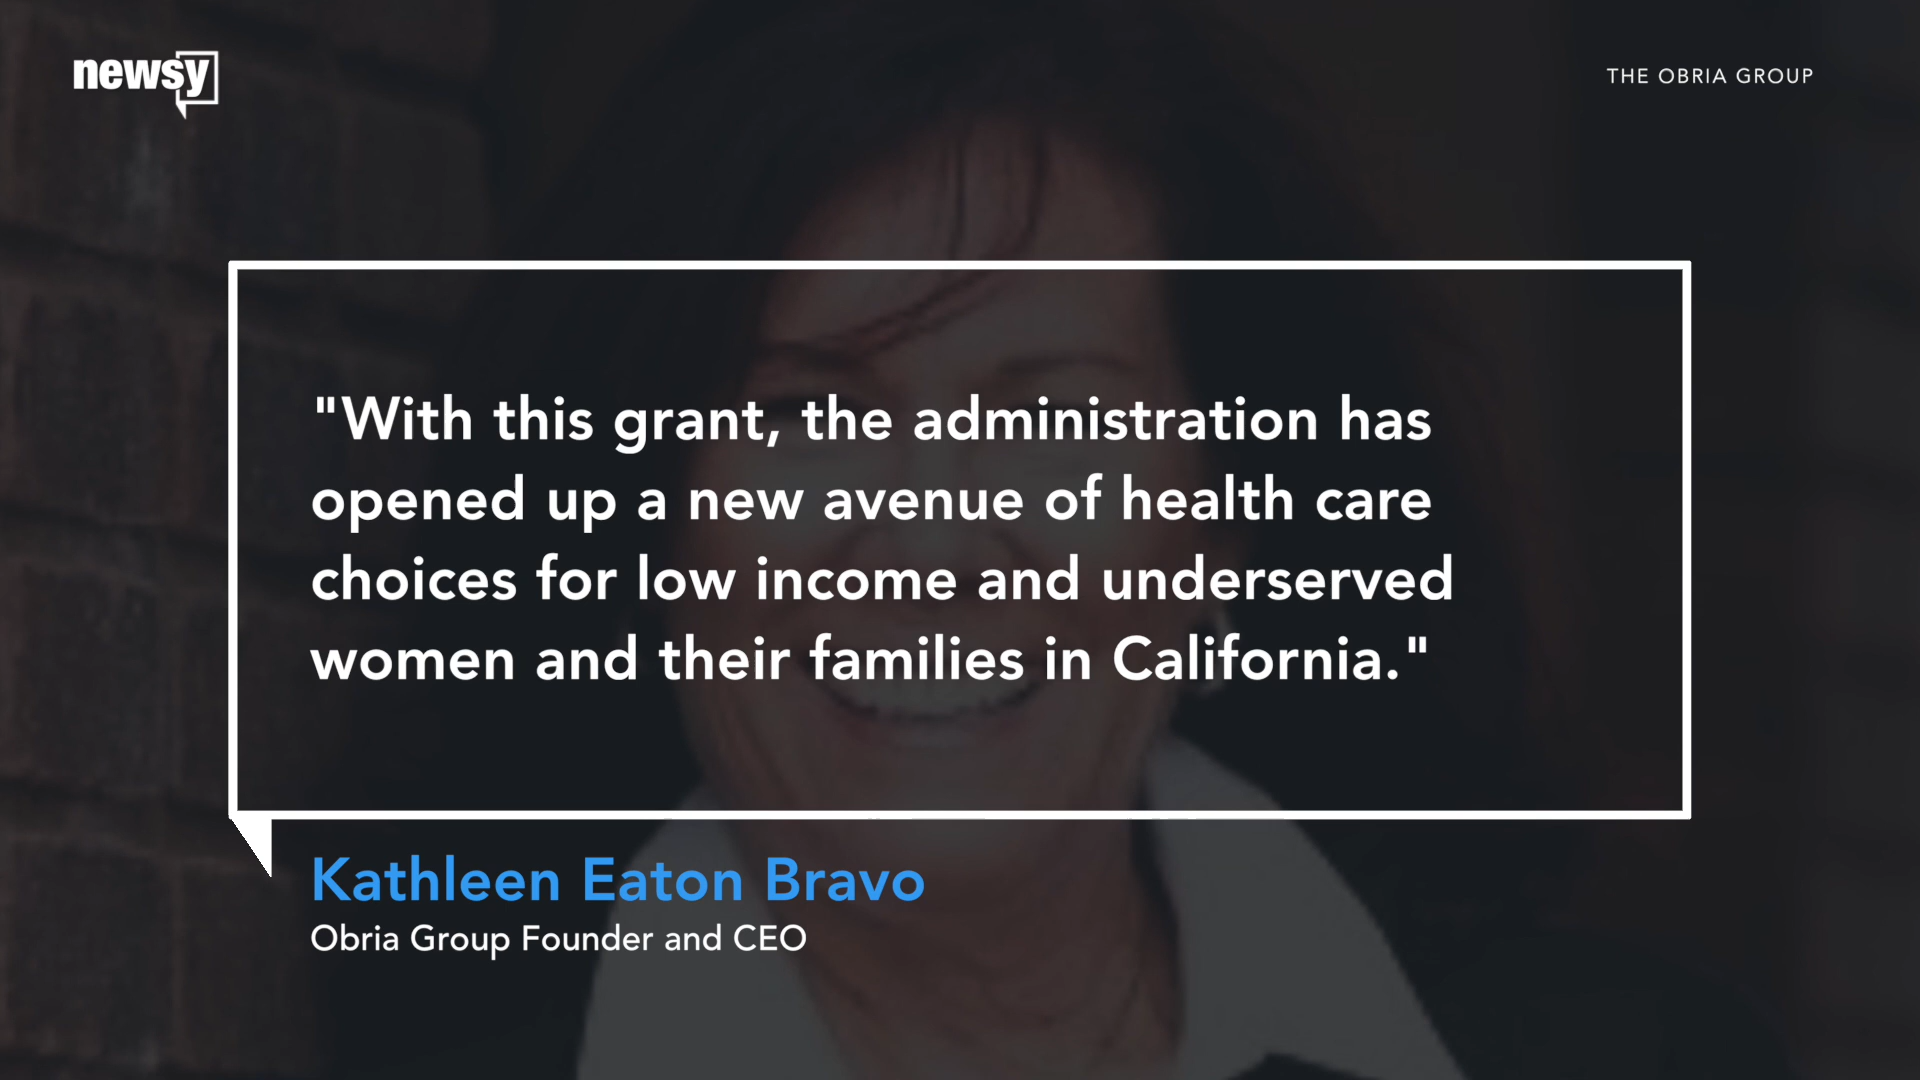 newsy
THE OBRIA GROUP
"With this grant, the administration has
opened up a new avenue of health care
choices for low income and underserved
women and their families in California."
Kathleen Eaton Bravo
Obria Group Founder and CEO